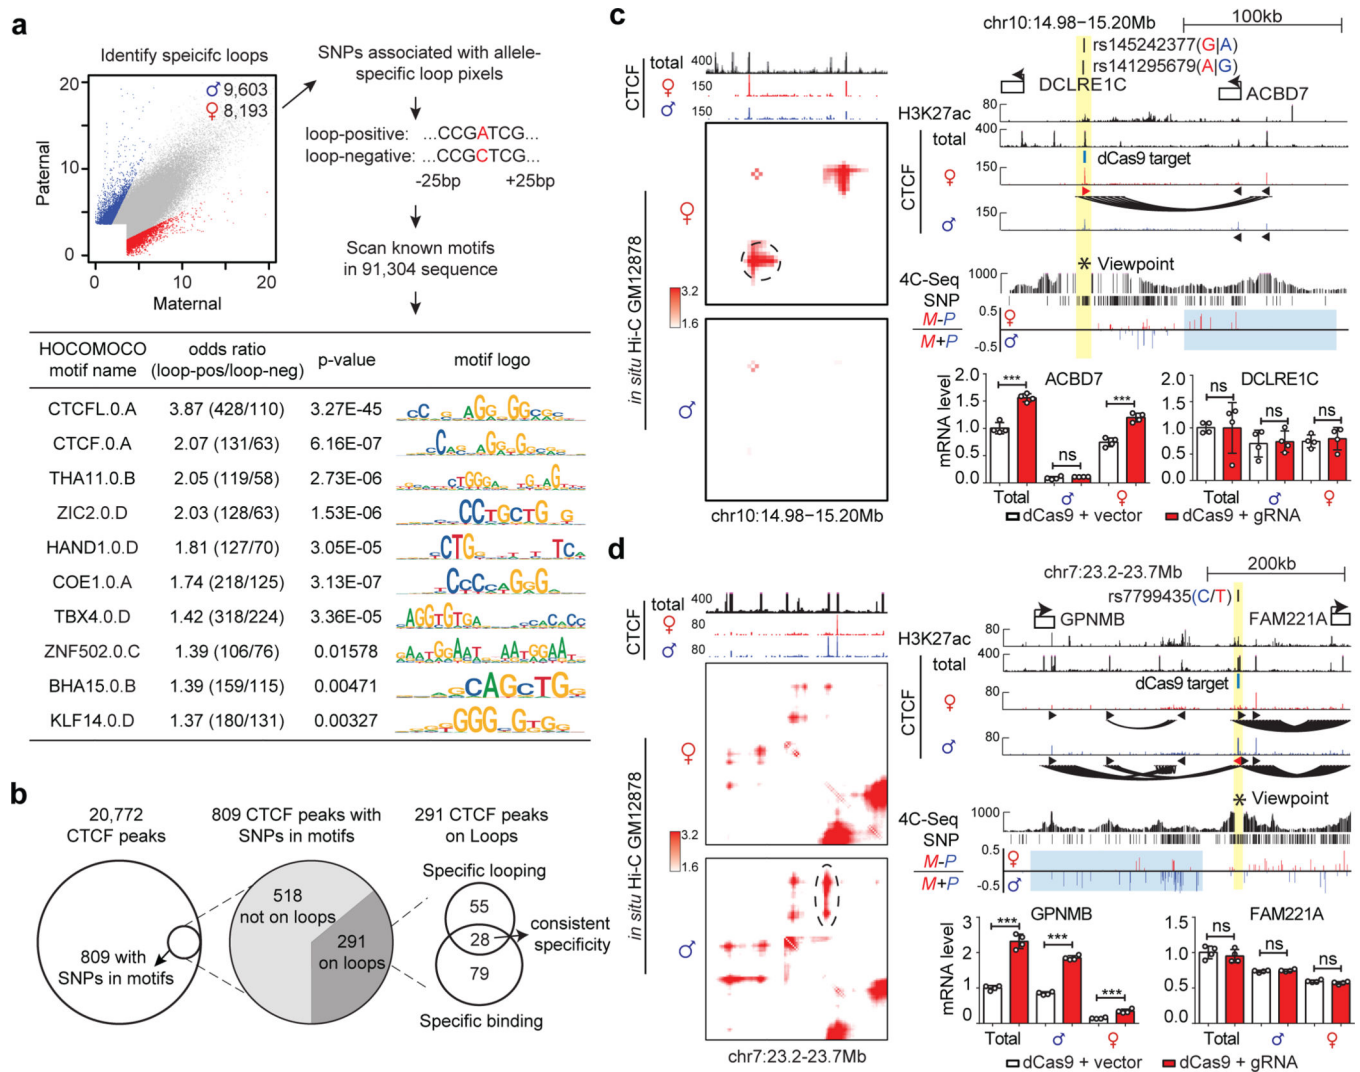 a
Identify speicifc loops
20
10
0
Paternal
♂ 9,603
♀ 8,193
0 10 20
Maternal
SNPs associated with allele-
specific loop pixels
loop-positive: ...CCGATCG...
loop-negative: ...CCGCTCG...
-25bp +25bp
Scan known motifs
in 91,304 sequence
HOCOMOCO motif name odds ratio (loop-pos/loop-neg) p-value motif logo
CTCFL.0.A 3.87 (428/110) 3.27E-45
CTCF.0.A 2.07 (131/63) 6.16E-07
THA11.0.B 2.05 (119/58) 2.73E-06
ZIC2.0.D 2.03 (128/63) 1.53E-06
HAND1.0.D 1.81 (127/70) 3.05E-05
COE1.0.A 1.74 (218/125) 3.13E-07
TBX4.0.D 1.42 (318/224) 3.36E-05
ZNF502.0.C 1.39 (106/76) 0.01578
BHA15.0.B 1.39 (159/115) 0.00471
KLF14.0.D 1.37 (180/131) 0.00327
b
20,772
CTCF peaks
809 with
SNPs in motifs
809 CTCF peaks with
SNPs in motifs
518
not on loops
291
on loops
291 CTCF peaks
on Loops
Specific looping
55
28
79
consistent
specificity
Specific binding
c
CTCF
total 400
♀ 150
♂ 150
in situ Hi-C GM12878
♀
3.2
1.6
♂
chr10:14.98−15.20Mb
chr10:14.98−15.20Mb
100kb
rs145242377(G|A)
rs141295679(A|G)
DCLRE1C
ACBD7
H3K27ac 80
total 400
dCas9 target
CTCF
♀ 150
♂ 150
* Viewpoint
4C-Seq 1000
SNP
M-P
M+P
0.5 ♀
-0.5 ♂
mRNA level
ACBD7
2.0
1.5
1.0
0.5
0.0
*** ns ***
Total ♂ ♀
DCLRE1C
2.0
1.5
1.0
0.5
0.0
ns ns ns
Total ♂ ♀
dCas9 + vector dCas9 + gRNA
d
CTCF
total 400
♀ 80
♂ 80
in situ Hi-C GM12878
♀
3.2
1.6
♂
chr7:23.2-23.7Mb
chr7:23.2-23.7Mb
200kb
rs7799435(C/T)
GPNMB
FAM221A
H3K27ac 80
total 400
dCas9 target
CTCF
♀ 80
♂ 80
* Viewpoint
4C-Seq 1000
SNP
M-P
M+P
0.5 ♀
-0.5 ♂
mRNA level
GPNMB
3
2
1
0
*** *** ***
Total ♂ ♀
FAM221A
1.5
1.0
0.5
0.0
ns ns ns
Total ♂ ♀
dCas9 + vector dCas9 + gRNA